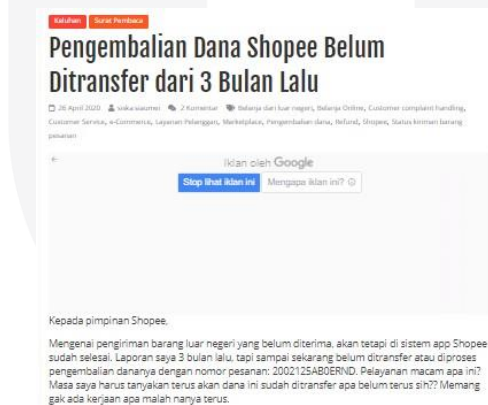 Keluhan Surat Pembaca
Pengembalian Dana Shopee Belum
Ditransfer dari 3 Bulan Lalu
26 April 2020 siska viaumei 2 Komentar Belanja dari luar negeri, Belanja Online, Customer complaint handling,
Customer Service, e-Commerce, Layanan Pelanggan, Marketplace, Pengembalian dana, Refund, Shopee, Status kiriman barang
pesanan
Iklan oleh Google
Stop lihat iklan ini Mengapa iklan ini?
Kepada pimpinan Shopee,
Mengenai pengiriman barang luar negeri yang belum diterima, akan tetapi di sistem app Shopee
sudah selesai. Laporan saya 3 bulan lalu, tapi sampai sekarang belum ditransfer atau diproses
pengembalian dananya dengan nomor pesanan: 2002125AB0ERND. Pelayanan macam apa ini?
Masa saya harus tanyakan terus akan dana ini sudah ditransfer apa belum terus sih?? Memang
gak ada kerjaan apa malah nanya terus.